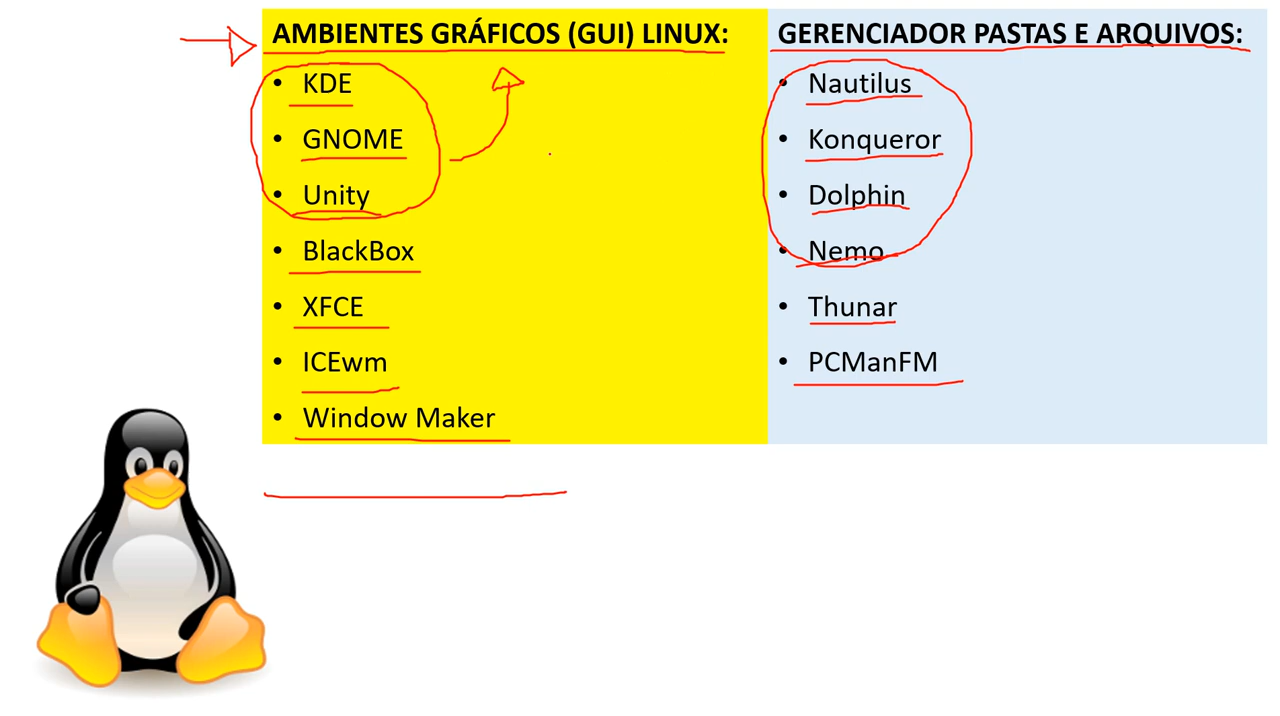 AMBIENTES GRÁFICOS (GUI) LINUX:
• KDE
• GNOME
• Unity
• BlackBox
• XFCE
• ICEwm
• Window Maker
GERENCIADOR PASTAS E ARQUIVOS:
• Nautilus
• Konqueror
• Dolphin
• Nemo
• Thunar
• PCManFM